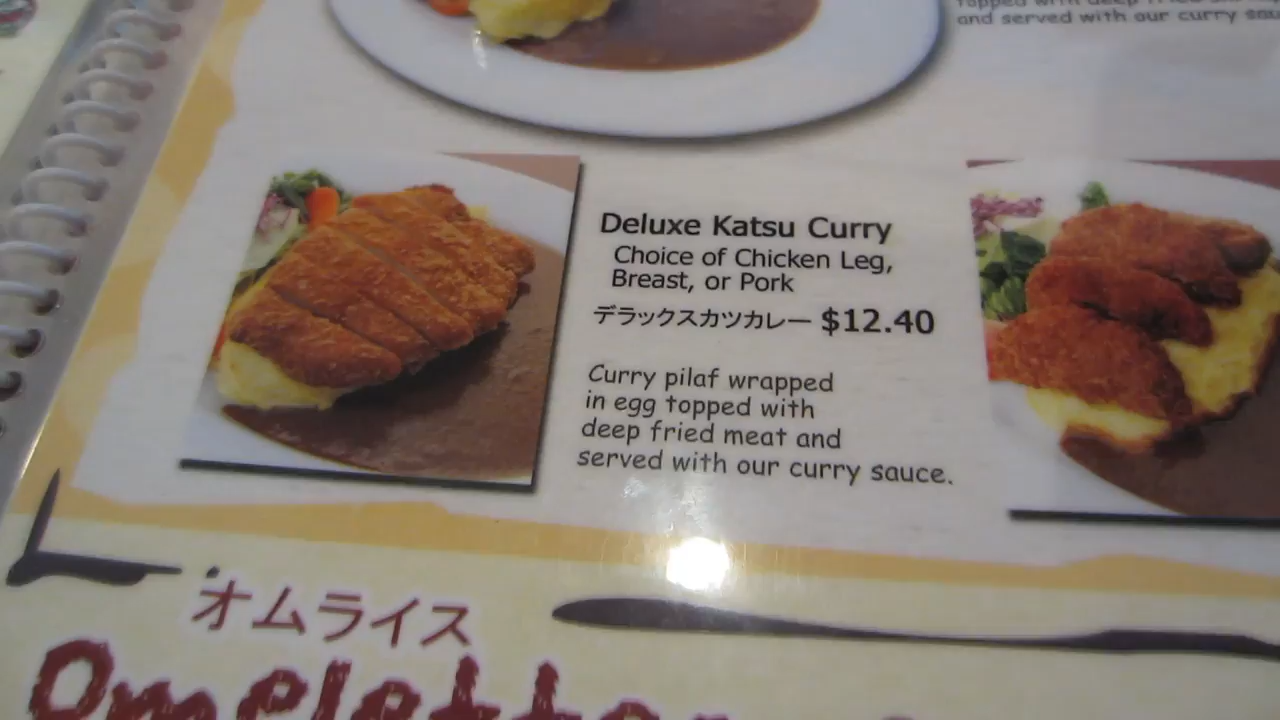 and served with our curry
Deluxe Katsu Curry
Choice of Chicken Leg,
Breast, or Pork
デラックスカツカレー $12.40
Curry pilaf wrapped
in egg topped with
deep fried meat and
served with our curry sauce.
オムライス